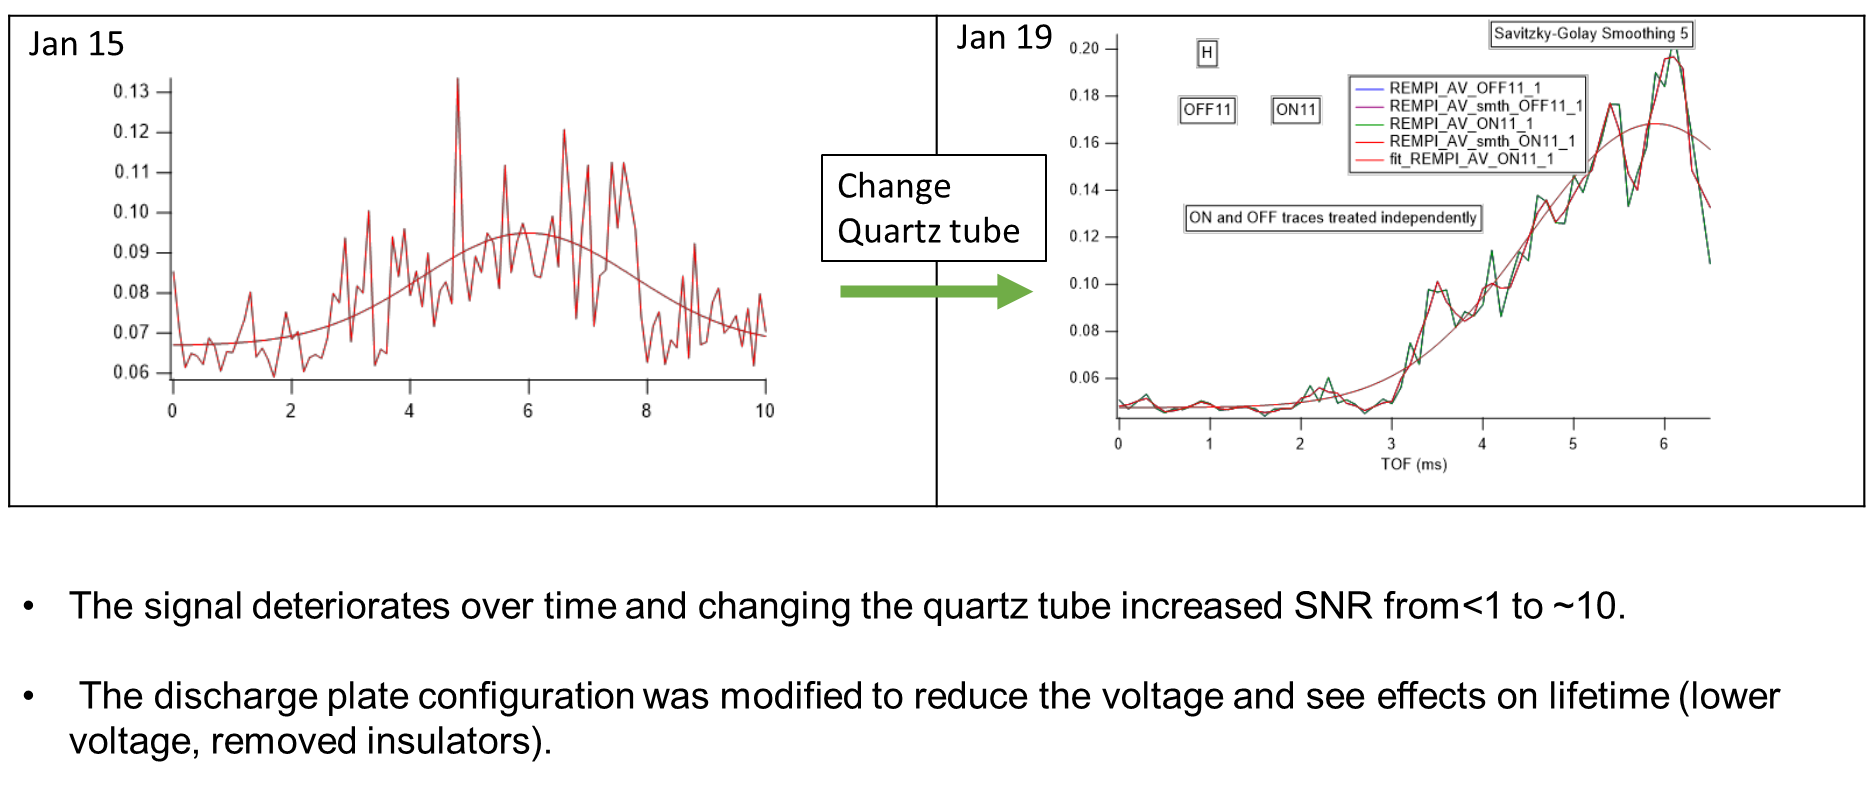 Jan 15
0.13
0.12
0.11
0.10
0.09
0.08
0.07
0.06
0 2 4 6 8 10
Change
Quartz tube
Jan 19
Savitzky-Golay Smoothing 5
H
OFF11 ON11
REMPI_AV_OFF11_1
REMPI_AV_smth_OFF11_1
REMPI_AV_ON11_1
REMPI_AV_smth_ON11_1
fit_REMPI_AV_ON11_1
ON and OFF traces treated independently
0.20
0.18
0.16
0.14
0.12
0.10
0.08
0.06
0 1 2 3 4 5 6
TOF (ms)
• The signal deteriorates over time and changing the quartz tube increased SNR from<1 to ~10.
• The discharge plate configuration was modified to reduce the voltage and see effects on lifetime (lower
voltage, removed insulators).